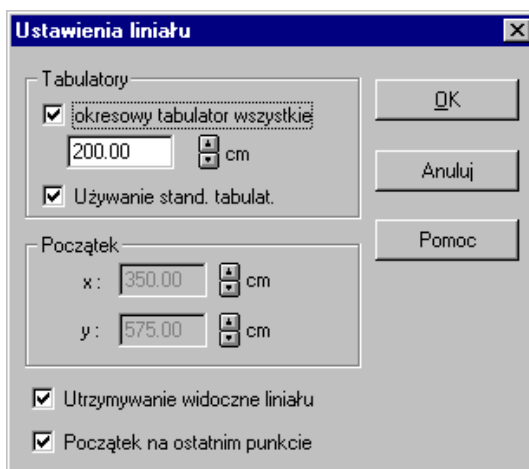 Ustawienia liniału
Tabulatory
okresowy tabulator wszystkie
200.00 cm
Używanie stand. tabulat.
Początek
x: 350.00 cm
y: 575.00 cm
Utrzymywanie widoczne liniału
Początek na ostatnim punkcie
OK
Anuluj
Pomoc